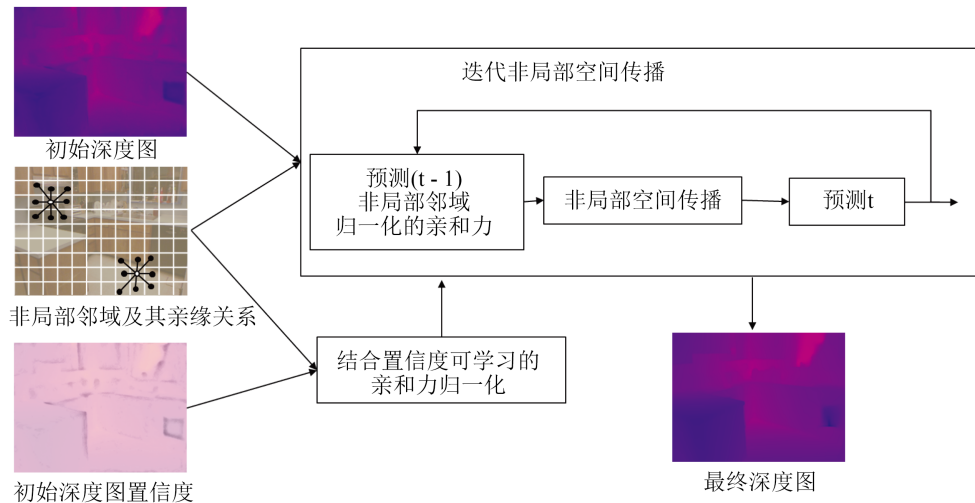 初始深度图
非局部邻域及其亲缘关系
初始深度图置信度
迭代非局部空间传播
预测(t - 1)
非局部邻域
归一化的亲和力
非局部空间传播
预测t
结合置信度可学习的
亲和力归一化
最终深度图